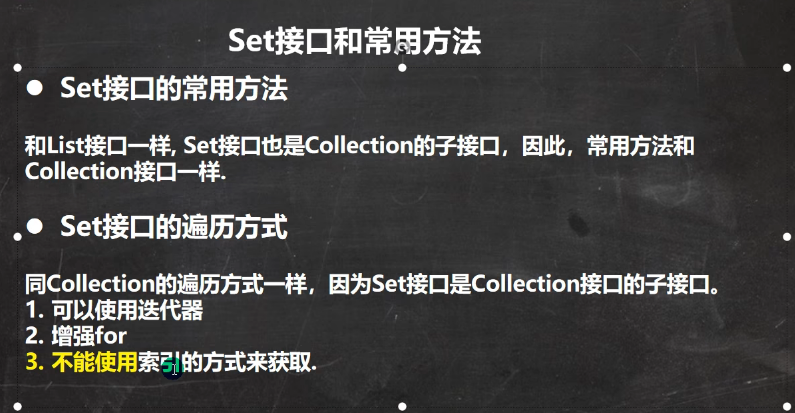 Set接口和常用方法
● Set接口的常用方法
和List接口一样, Set接口也是Collection的子接口，因此，常用方法和
Collection接口一样.
● Set接口的遍历方式
同Collection的遍历方式一样，因为Set接口是Collection接口的子接口。
1. 可以使用迭代器
2. 增强for
3. 不能使用索引的方式来获取.